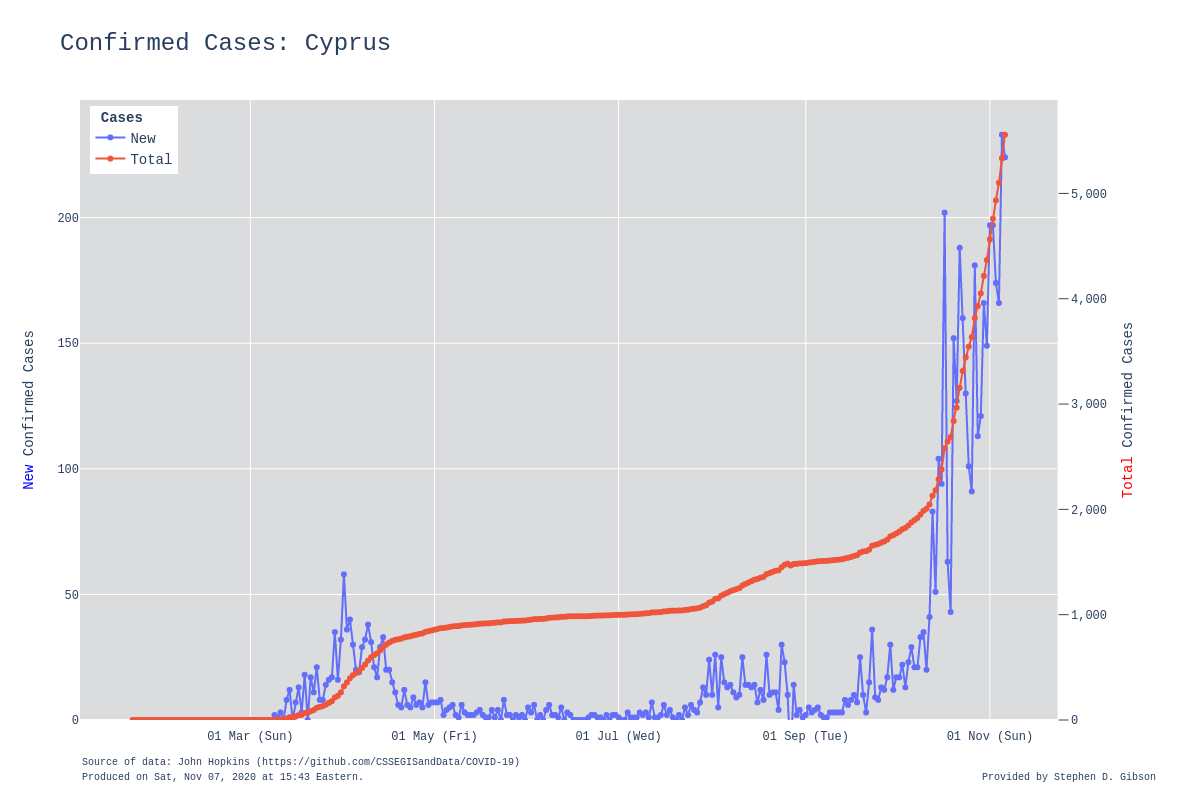 Confirmed Cases: Cyprus
Cases
New
Total
200
150
100
50
0
5,000
4,000
3,000
2,000
1,000
0
New Confirmed Cases
Total Confirmed Cases
01 Mar (Sun) 01 May (Fri) 01 Jul (Wed) 01 Sep (Tue) 01 Nov (Sun)
Source of data: John Hopkins (https://github.com/CSSEGISandData/COVID-19)
Produced on Sat, Nov 07, 2020 at 15:43 Eastern.
Provided by Stephen D. Gibson